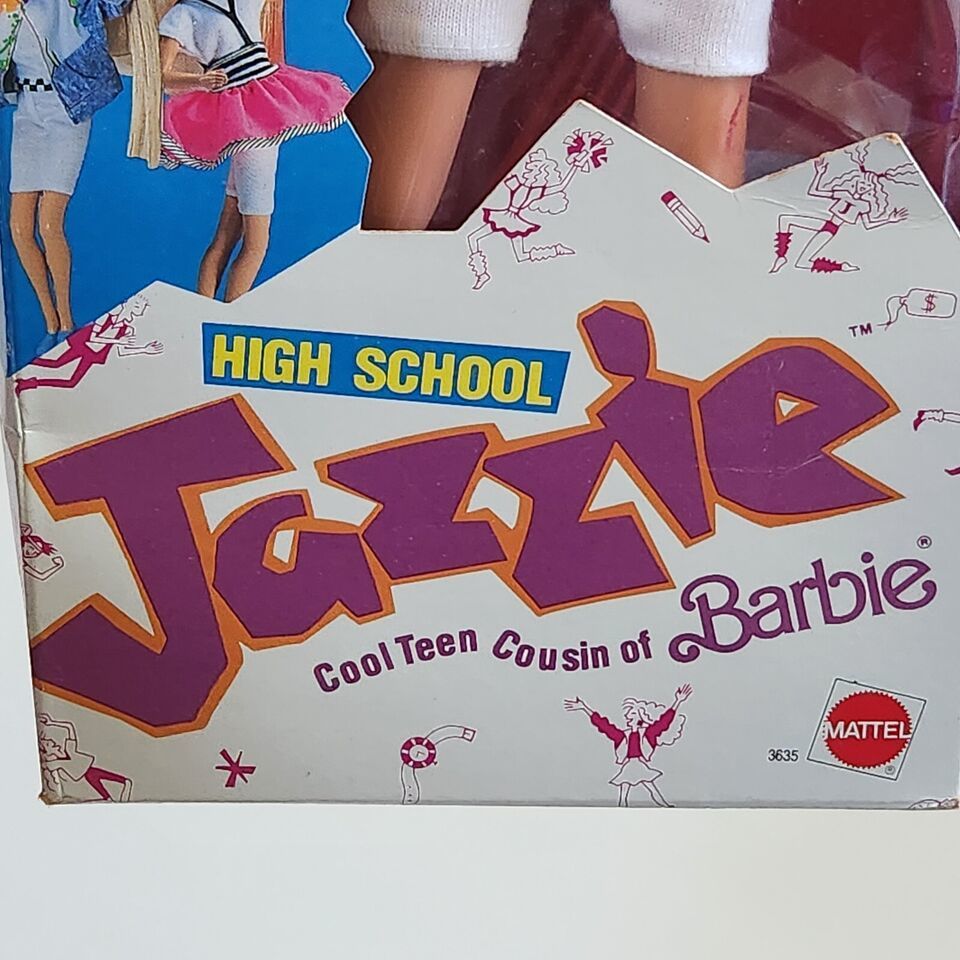 HIGH SCHOOL
Jazzie
TM
$
Cool Teen Cousin of Barbie®
3635
MATTEL
®
J